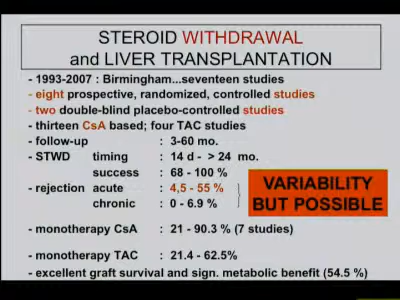 STEROID WITHDRAWAL
and LIVER TRANSPLANTATION
- 1993-2007 : Birmingham...seventeen studies
- eight prospective, randomized, controlled studies
- two double-blind placebo-controlled studies
- thirteen CsA based; four TAC studies
- follow-up : 3-60 mo.
- STWD timing : 14 d - > 24 mo.
success : 68 - 100 %
- rejection acute : 4,5 - 55 %
chronic : 0 - 6.9 %
VARIABILITY
BUT POSSIBLE
- monotherapy CsA : 21 - 90.3 % (7 studies)
- monotherapy TAC : 21.4 - 62.5%
- excellent graft survival and sign. metabolic benefit (54.5 %)